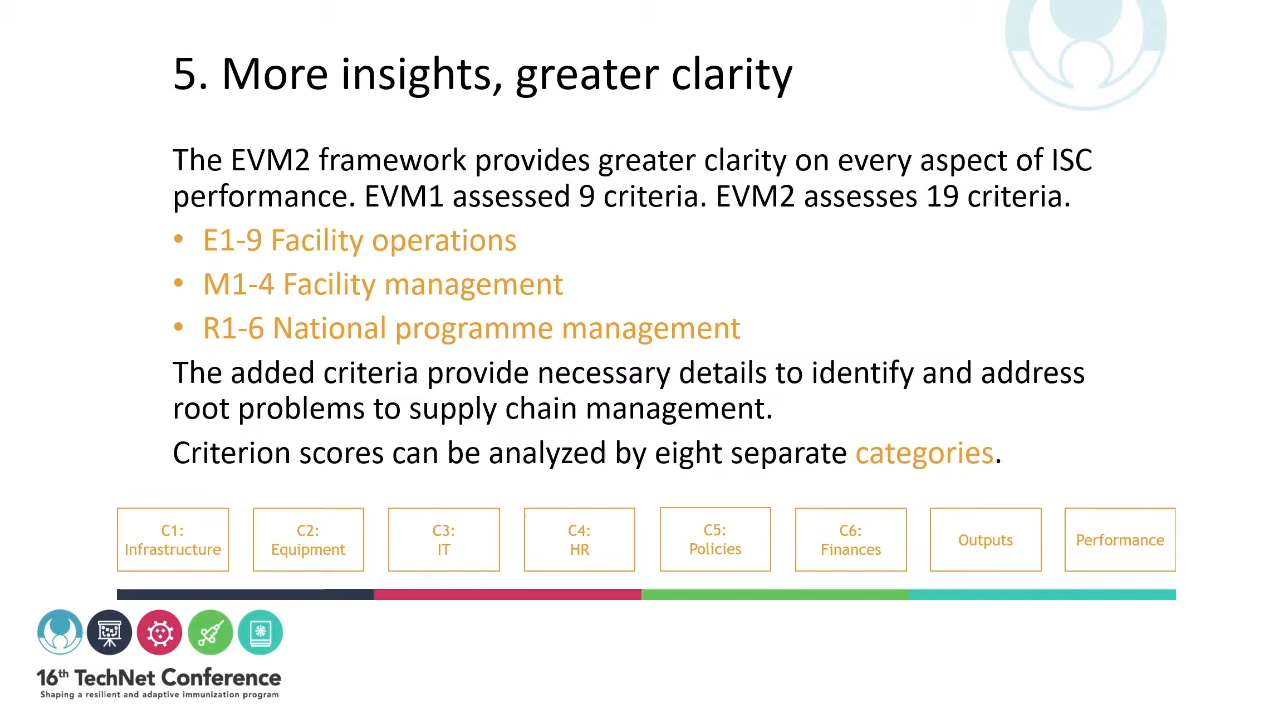 5. More insights, greater clarity
The EVM2 framework provides greater clarity on every aspect of ISC
performance. EVM1 assessed 9 criteria. EVM2 assesses 19 criteria.
• E1-9 Facility operations
• M1-4 Facility management
• R1-6 National programme management
The added criteria provide necessary details to identify and address
root problems to supply chain management.
Criterion scores can be analyzed by eight separate categories.
C1:
Infrastructure
C2:
Equipment
C3:
IT
C4:
HR
C5:
Policies
C6:
Finances
Outputs
Performance
16th TechNet Conference
Shaping a resilient and adaptive immunization program